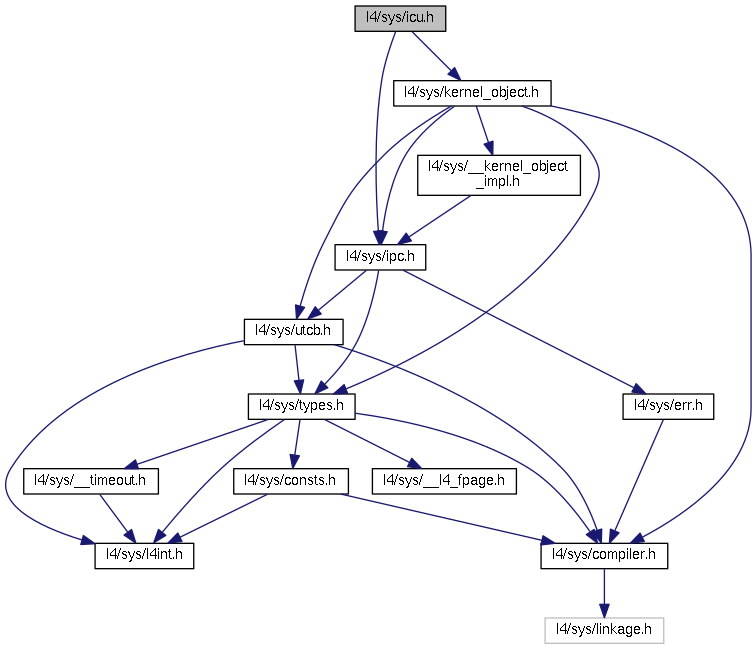 l4/sys/icu.h
l4/sys/kernel_object.h
l4/sys/__kernel_object
_impl.h
l4/sys/ipc.h
l4/sys/utcb.h
l4/sys/types.h
l4/sys/err.h
l4/sys/__timeout.h
l4/sys/consts.h
l4/sys/__l4_fpage.h
l4/sys/l4int.h
l4/sys/compiler.h
l4/sys/linkage.h